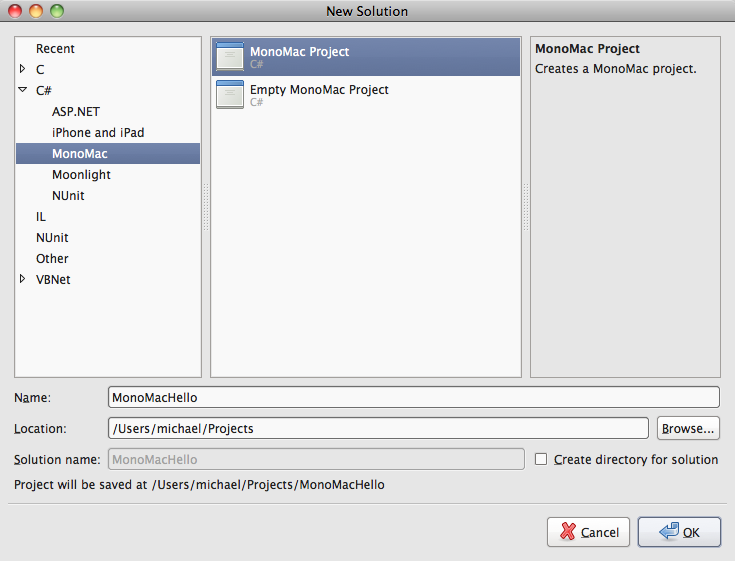 New Solution
Recent
C
C#
ASP.NET
iPhone and iPad
MonoMac
Moonlight
NUnit
IL
NUnit
Other
VBNet
MonoMac Project
C#
Empty MonoMac Project
C#
MonoMac Project
Creates a MonoMac project.
Name: MonoMacHello
Location: /Users/michael/Projects Browse...
Solution name: MonoMacHello Create directory for solution
Project will be saved at /Users/michael/Projects/MonoMacHello
Cancel OK